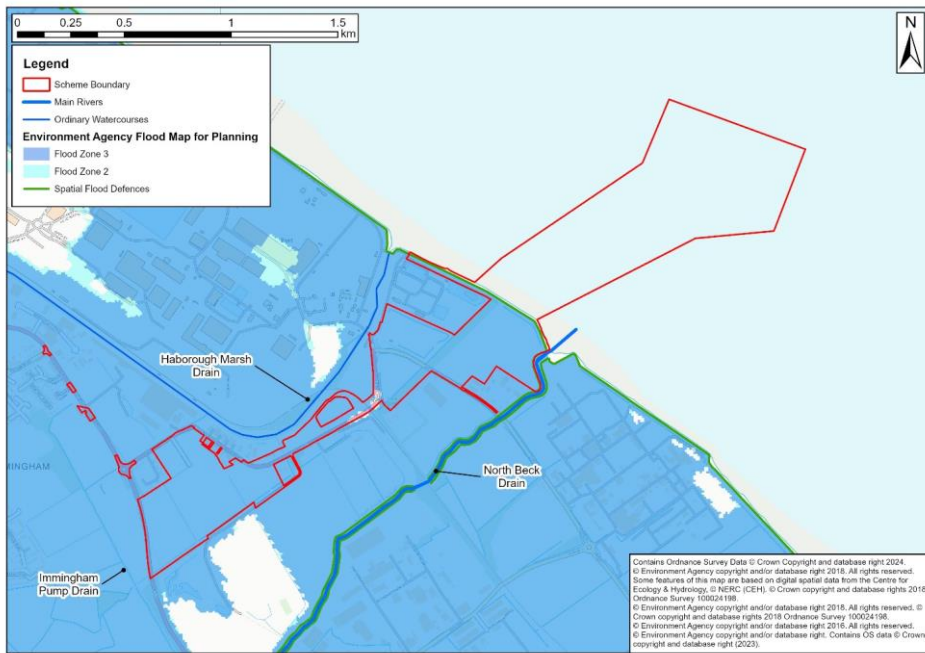 0 0.25 0.5 1 1.5
km
N
Legend
Scheme Boundary
Main Rivers
Ordinary Watercourses
Environment Agency Flood Map for Planning
Flood Zone 3
Flood Zone 2
Spatial Flood Defences
Haborough Marsh
Drain
North Beck
Drain
MINGHAM
Immingham
Pump Drain
Contains Ordnance Survey Data © Crown Copyright and database right 2024.
© Environment Agency copyright and/or database right 2018. All rights reserved.
Some features of this map are based on digital spatial data from the Centre for
Ecology & Hydrology, © NERC (CEH). © Crown copyright and database rights 2018
Ordnance Survey 100024198.
© Environment Agency copyright and/or database right 2018. All rights reserved. ©
Crown copyright and database rights 2018 Ordnance Survey 100024198.
© Environment Agency copyright and/or database right 2016. All rights reserved.
© Environment Agency copyright and/or database right. Contains OS data © Crown
copyright and database right (2023).